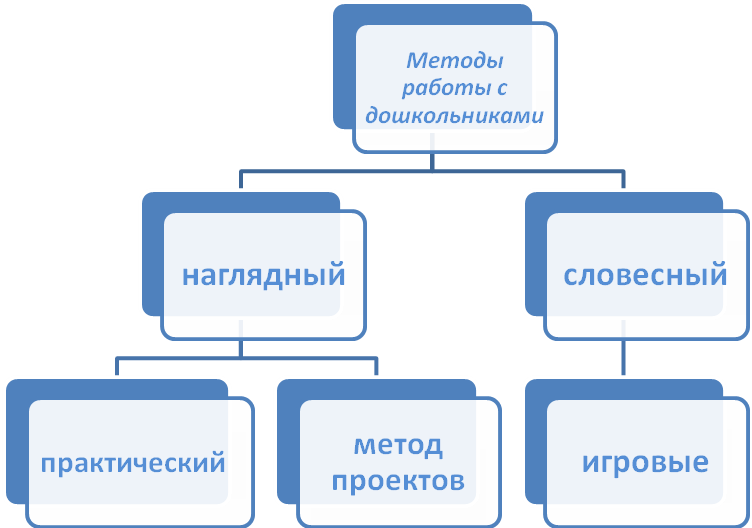 Методы
работы с
дошкольниками
наглядный
словесный
практический
метод
проектов
игровые